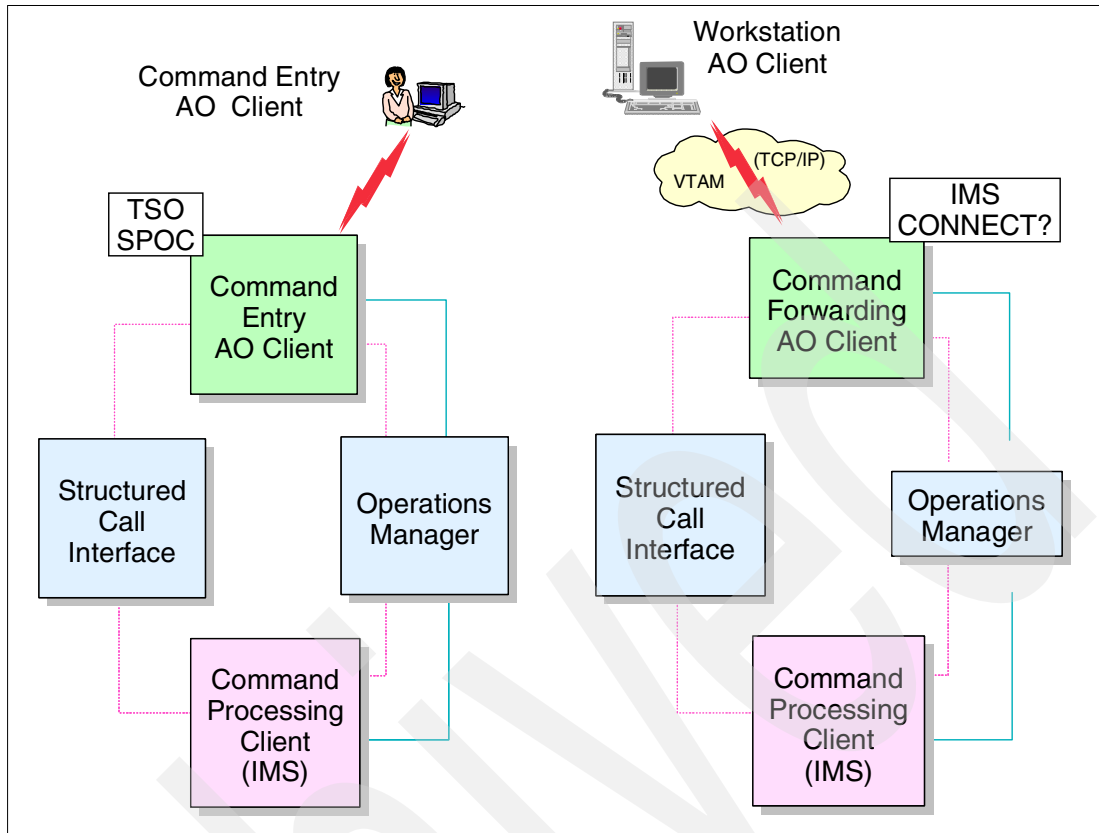 Command Entry
AO Client
TSO
SPOC
Command
Entry
AO Client
Structured
Call
Interface
Operations
Manager
Command
Processing
Client
(IMS)
Workstation
AO Client
(TCP/IP)
VTAM
IMS
CONNECT?
Command
Forwarding
AO Client
Structured
Call
Interface
Operations
Manager
Command
Processing
Client
(IMS)